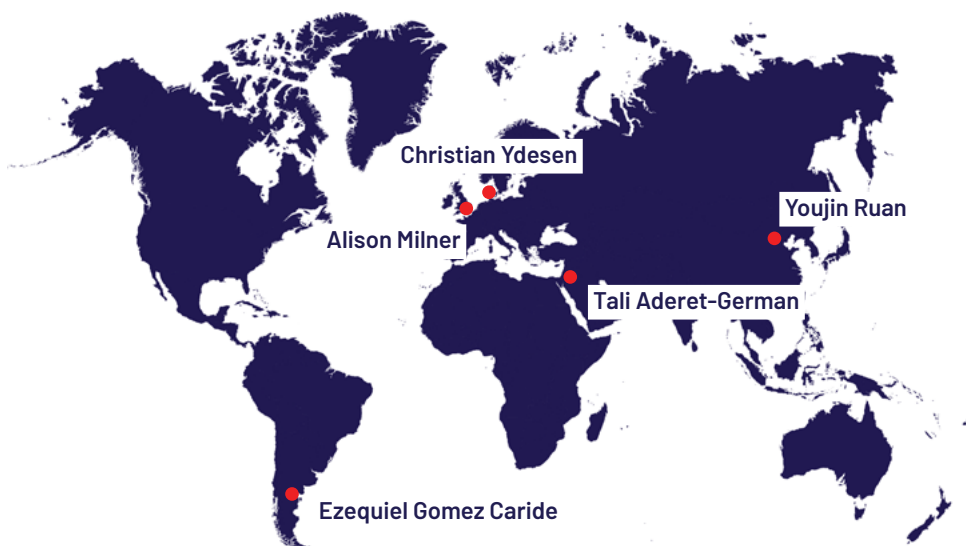 Christian Ydesen
Youjin Ruan
Alison Milner
Tali Aderet-German
Ezequiel Gomez Caride